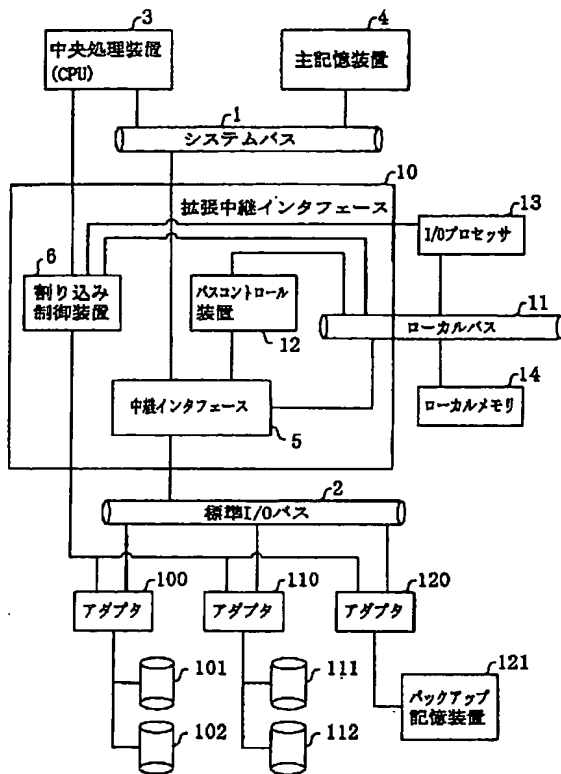 3
4
中央処理装置
(CPU)
主記憶装置
1
システムバス
10
拡張中継インタフェース
13
I/Oプロセッサ
6
割り込み
制御装置
バスコントロール
装置
12
11
ローカルバス
14
ローカルメモリ
中継インタフェース
5
2
標準I/Oバス
100
110
120
アダプタ
アダプタ
アダプタ
101
111
121
102
112
バックアップ
記憶装置